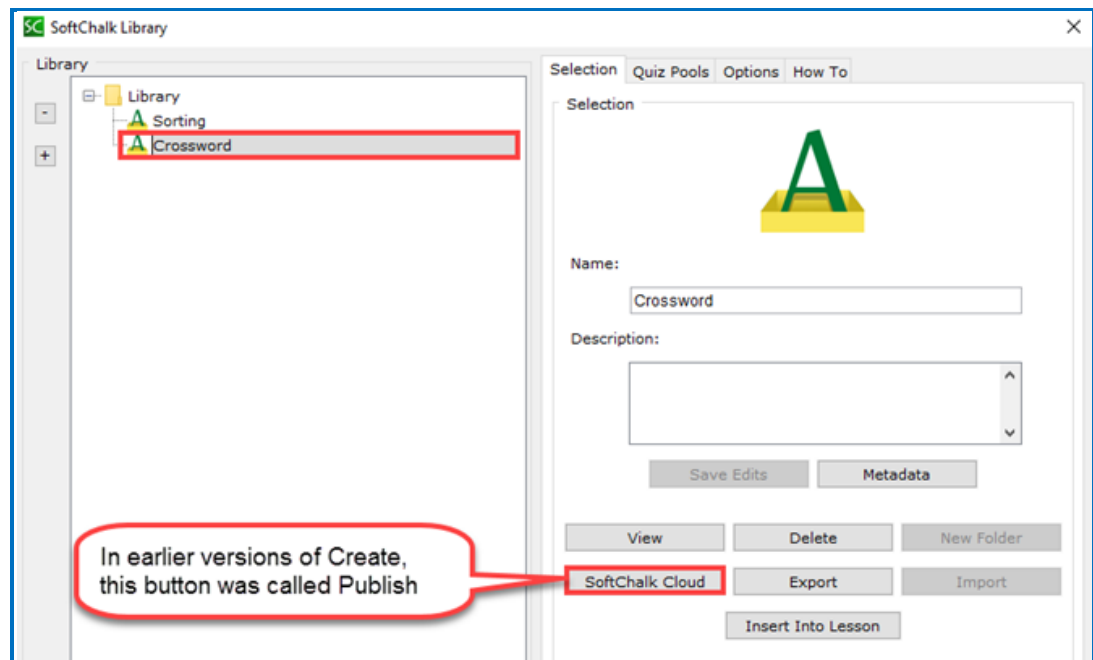 SC SoftChalk Library
Library
- 
Library
Sorting
+
Crossword
Selection Quiz Pools Options How To
Selection
A
Name:
Crossword
Description:
Save Edits Metadata
View Delete New Folder
SoftChalk Cloud Export Import
Insert Into Lesson
In earlier versions of Create,
this button was called Publish